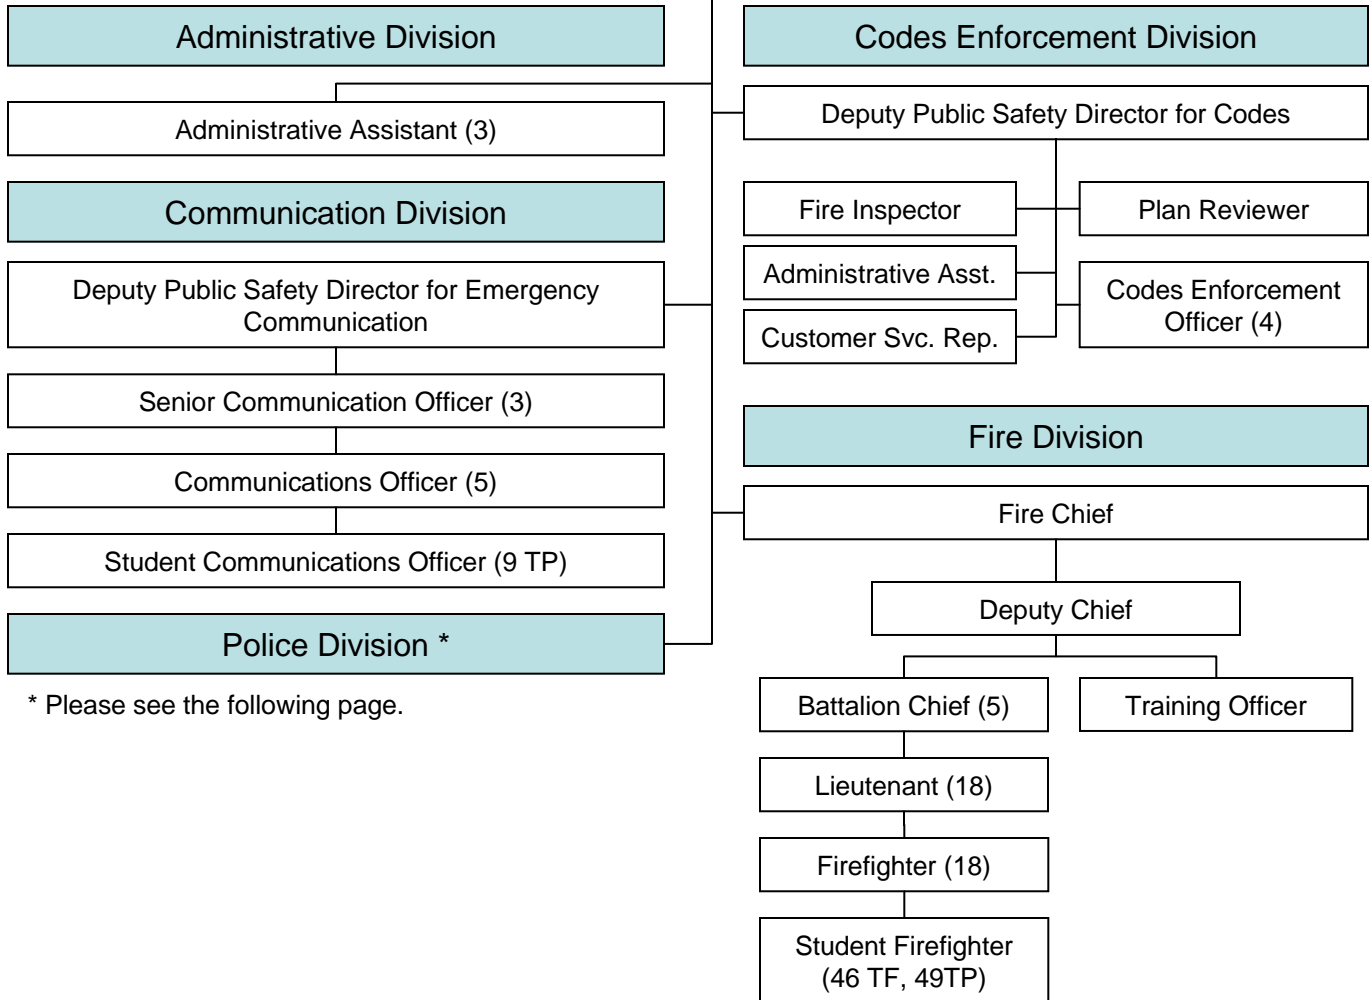 Administrative Division
Administrative Assistant (3)
Communication Division
Deputy Public Safety Director for Emergency
Communication
Senior Communication Officer (3)
Communications Officer (5)
Student Communications Officer (9 TP)
Police Division *
* Please see the following page.
Codes Enforcement Division
Deputy Public Safety Director for Codes
Fire Inspector
Plan Reviewer
Administrative Asst.
Codes Enforcement
Officer (4)
Customer Svc. Rep.
Fire Division
Fire Chief
Deputy Chief
Battalion Chief (5)
Training Officer
Lieutenant (18)
Firefighter (18)
Student Firefighter
(46 TF, 49TP)